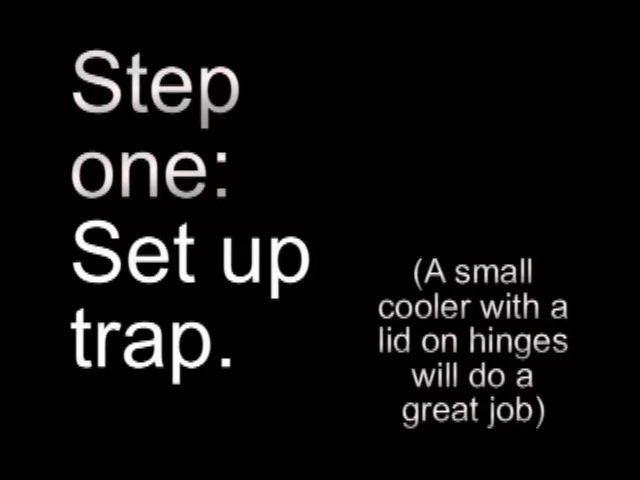 Step
one:
Set up
trap.
(A small
cooler with a
lid on hinges
will do a
great job)